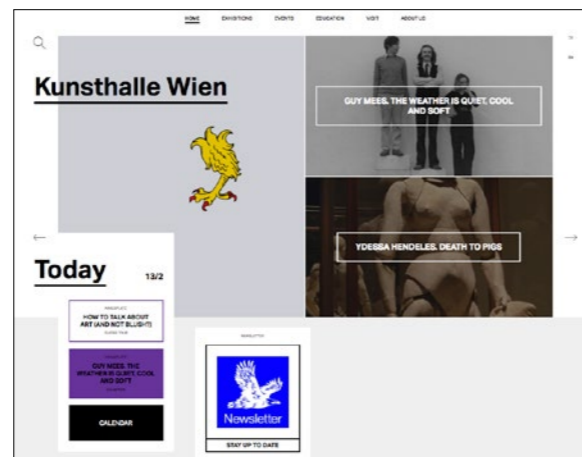 HOME EXHIBITIONS EVENTS EDUCATION VISIT ABOUT US
Kunsthalle Wien
GUY MEES. THE WEATHER IS QUIET, COOL
AND SOFT
YDESSA HENDELES. DEATH TO PIGS
Today 13/2
HOW TO TALK ABOUT
ART (AND NOT BLUSH?)
GUY MEES. THE
WEATHER IS QUIET, COOL
AND SOFT
CALENDAR
NEWSLETTER
Newsletter
STAY UP TO DATE